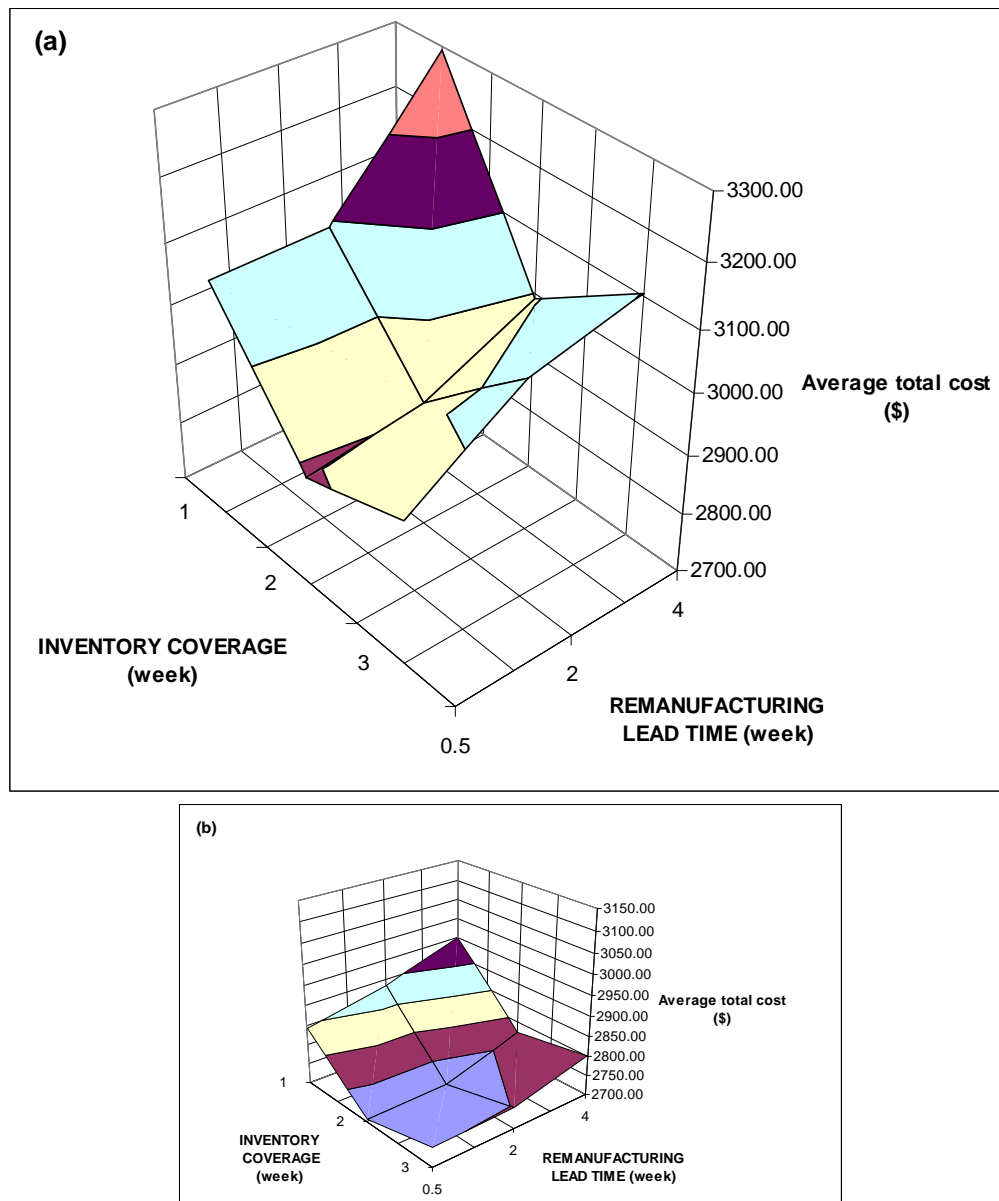 (a)
3300.00
3200.00
3100.00
3000.00
2900.00
2800.00
2700.00
Average total cost
($)
1
2
3
INVENTORY COVERAGE
(week)
0.5
2
4
REMANUFACTURING
LEAD TIME (week)
(b)
3150.00
3100.00
3050.00
3000.00
2950.00
2900.00
2850.00
2800.00
2750.00
2700.00
Average total cost
($)
1
2
3
INVENTORY
COVERAGE
(week)
0.5
2
4
REMANUFACTURING
LEAD TIME (week)